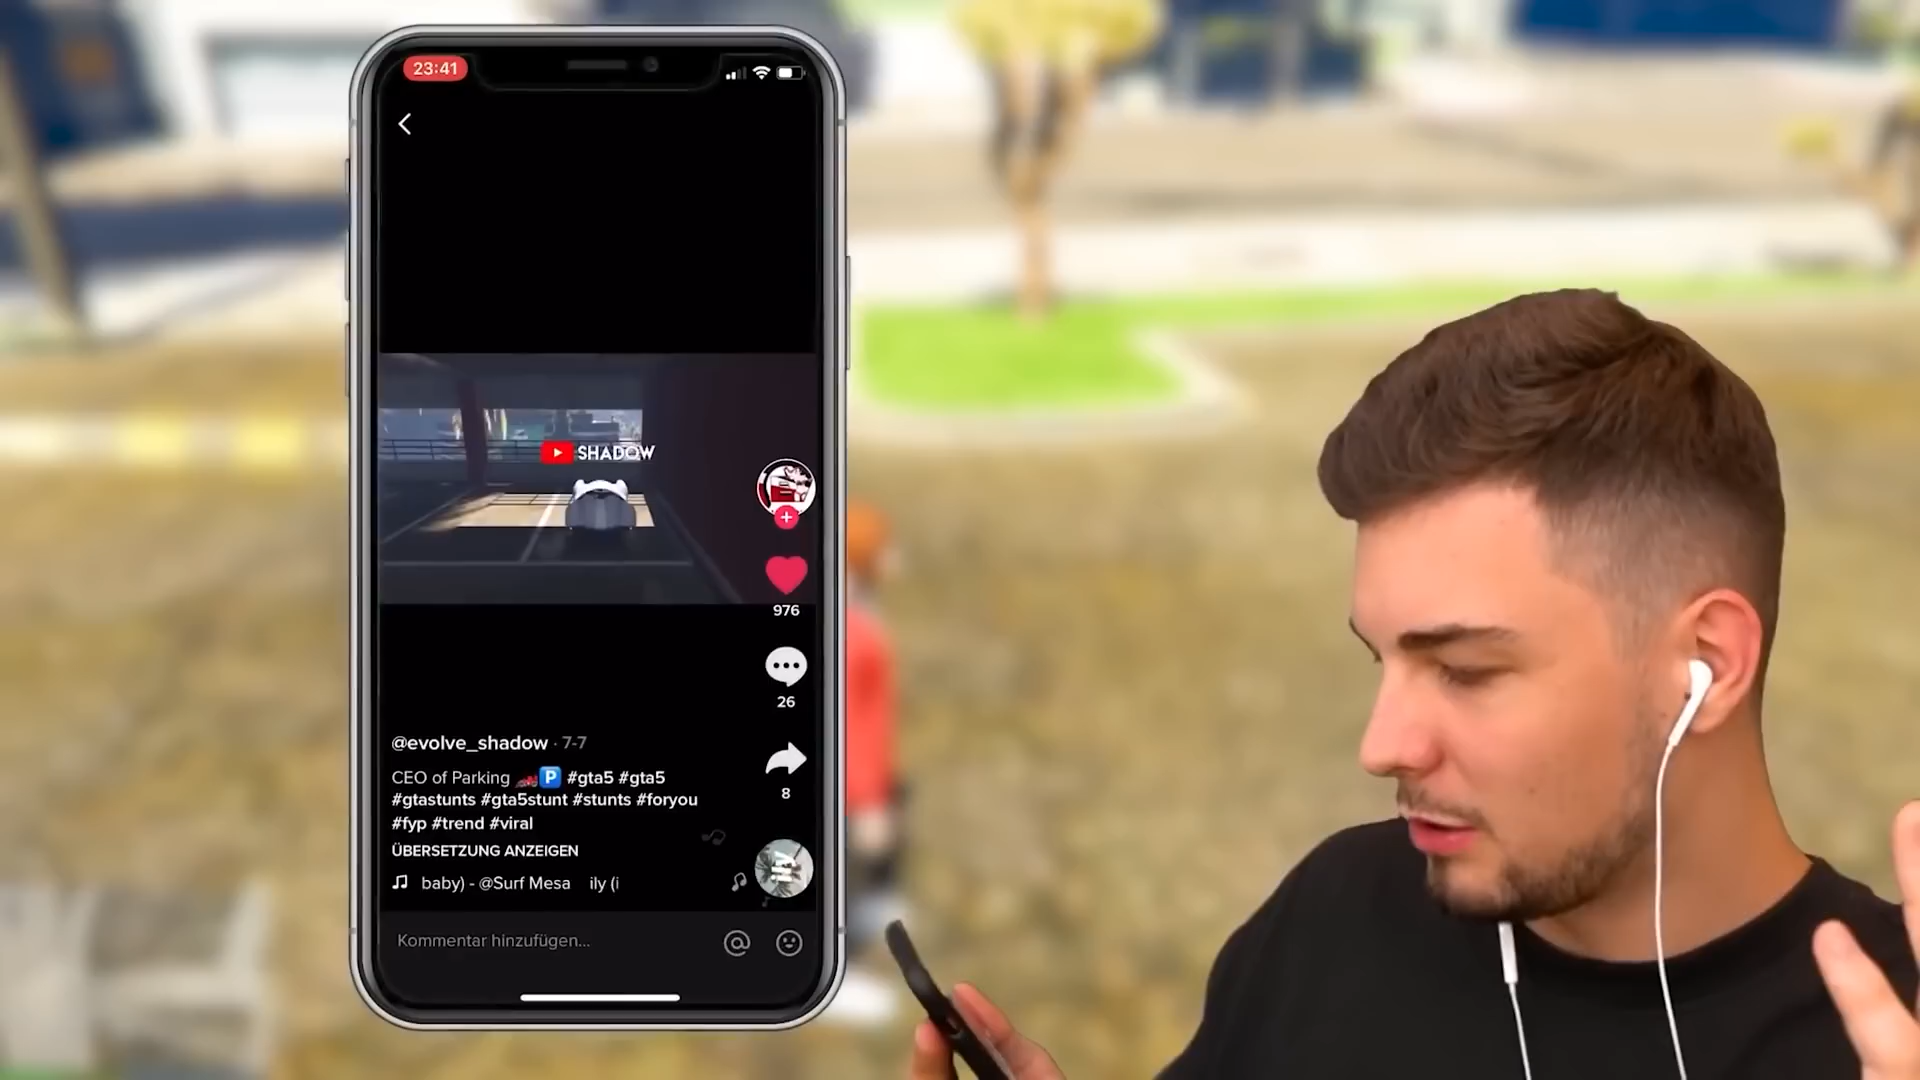 23:41
SHADOW
976
26
@evolve_shadow · 7-7
CEO of Parking 🏎️🅿️ #gta5 #gta5
#gtastunts #gta5stunt #stunts #foryou
#fyp #trend #viral
8
ÜBERSETZUNG ANZEIGEN
baby) - @Surf Mesa ily (i
Kommentar hinzufügen...